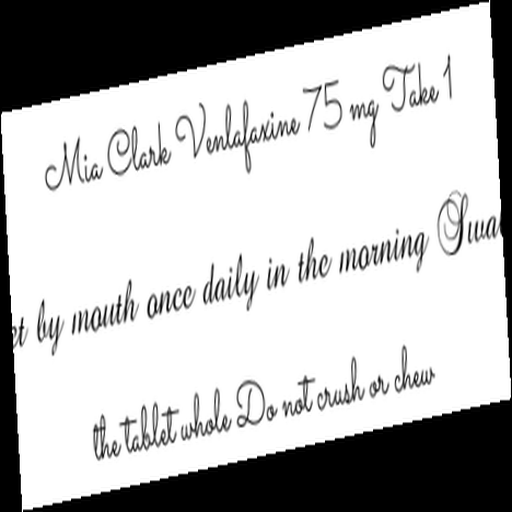 Mia Clark Venlafaxine 75 mg Take 1
by mouth once daily in the morning
the tablet whole Do not crush or chew